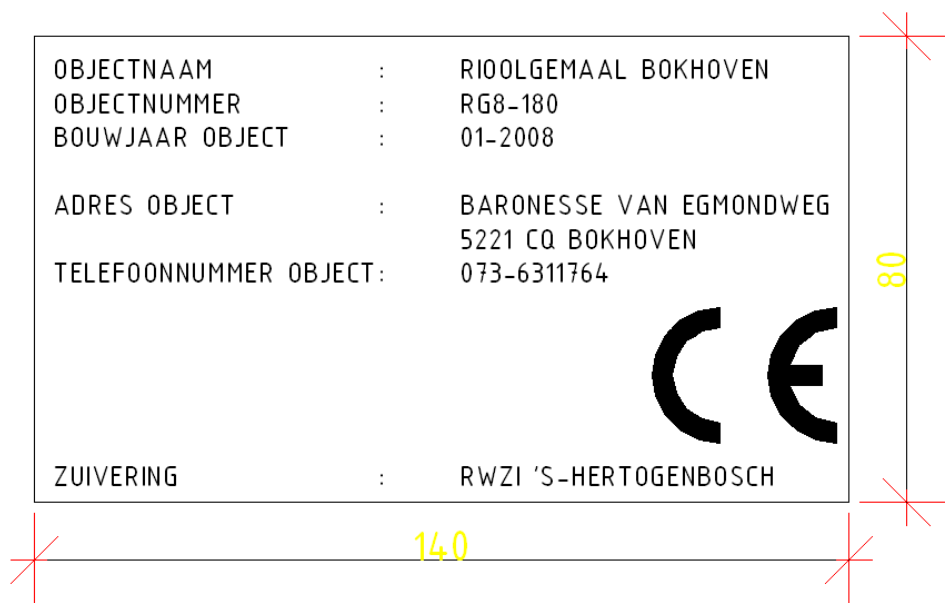 OBJECTNAAM : RIOOLGEMAAL BOKHOVEN
OBJECTNUMMER : RG8-180
BOUWJAAR OBJECT : 01-2008
ADRES OBJECT : BARONESSE VAN EGMONDWEG
5221 CQ BOKHOVEN
TELEFOONNUMMER OBJECT: 073-6311764
80
CE
ZUIVERING : RWZI 'S-HERTOGENBOSCH
140